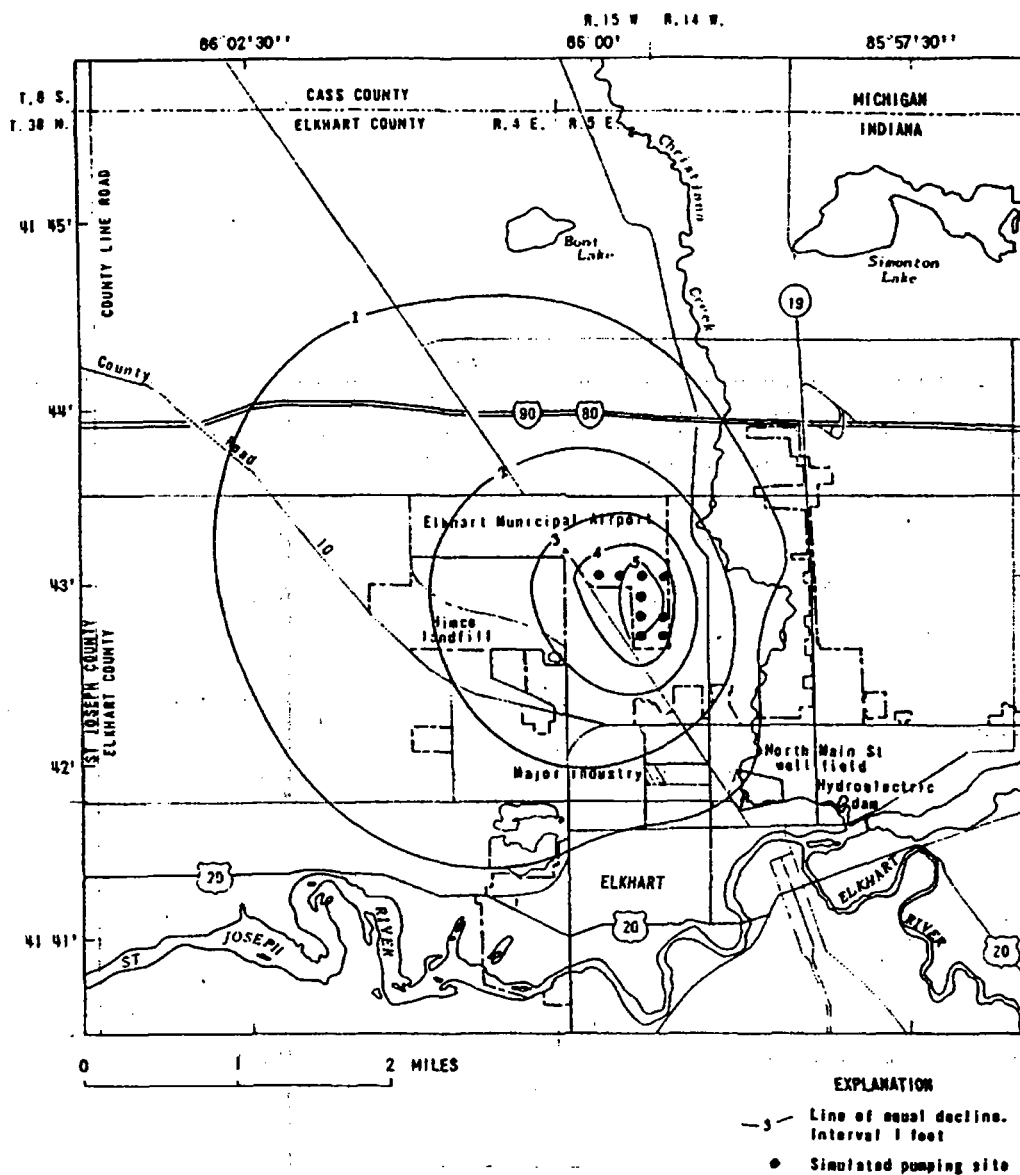 R.15 W R.14 W.
86°02'30'' 86°00' 85°57'30''
T.8 S.
CASS COUNTY
MICHIGAN
T.38 N.
ELKHART COUNTY
R.4 E. R.5 E.
INDIANA
Christiana
Creek
COUNTY LINE ROAD
41 45'
Lake
Simonton
Lake
19
1
County
Road
10
44'
90
80
2
Elkhart Municipal Airport
3
4
5
43'
Himco
landfill
ST JOSEPH COUNTY
ELKHART COUNTY
42'
Major industry
North Main St
well field
Hydroelectric
dam
20
ELKHART
20
ELKHART
RIVER
20
41 41'
ST
JOSEPH
RIVER
0 1 2 MILES
EXPLANATION
Line of equal decline.
Interval 1 feet
Simulated pumping site